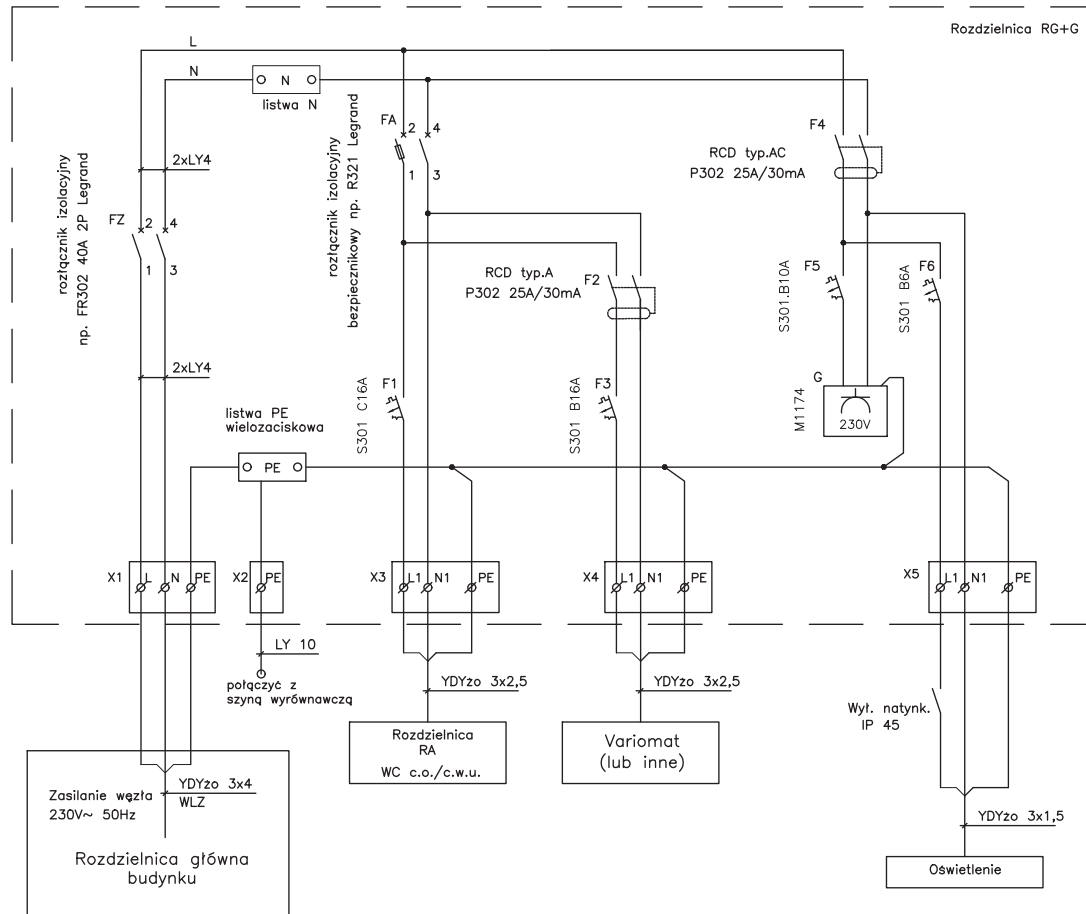 Rozdzielnica RG+G
L
N
N
listwa N
rozłącznik izolacyjny
np. FR302 40A 2P Legrand
2xLY4
FZ
2
4
1
3
2xLY4
rozłącznik izolacyjny
bezpiecznikowy np. R321 Legrand
FA
2
4
1
3
RCD typ.AC
P302 25A/30mA
F4
RCD typ.A
P302 25A/30mA
F2
S301.B10A
F5
S301 B6A
F6
S301 C16A
F1
S301 B16A
F3
G
M1174
230V
listwa PE
wielozaciskowa
PE
X1
L
N
PE
X2
PE
X3
L1
N1
PE
X4
L1
N1
PE
X5
L1
N1
PE
LY 10
połączyć z
szyną wyrównawczą
YDYżo 3x2,5
YDYżo 3x2,5
Rozdzielnica
RA
WC c.o./c.w.u.
Variomat
(lub inne)
Wył. natynk.
IP 45
YDYżo 3x1,5
Oświetlenie
Zasilanie węzła
230V~ 50Hz
YDYżo 3x4
WLZ
Rozdzielnica główna
budynku